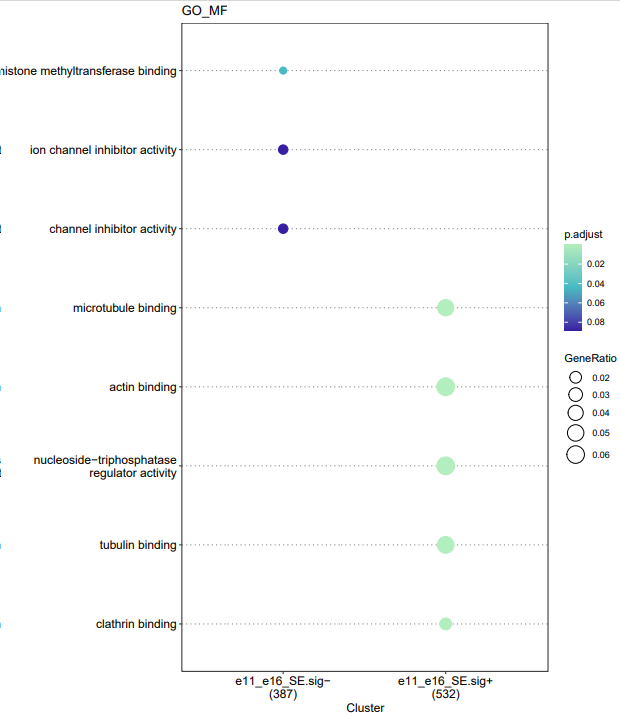 GO_MF
histone methyltransferase binding
ion channel inhibitor activity
channel inhibitor activity
microtubule binding
actin binding
nucleoside−triphosphatase
regulator activity
tubulin binding
clathrin binding
e11_e16_SE.sig−
(387)
e11_e16_SE.sig+
(532)
Cluster
p.adjust
0.02
0.04
0.06
0.08
GeneRatio
0.02
0.03
0.04
0.05
0.06